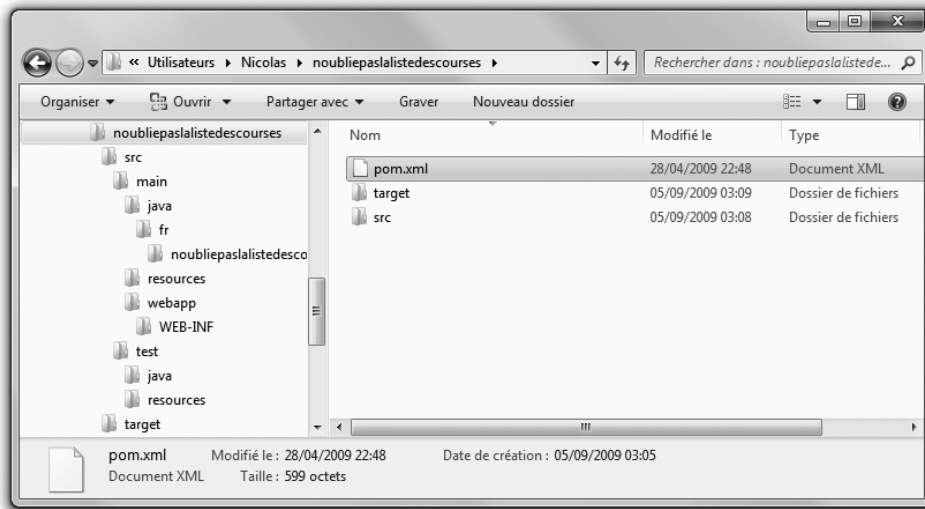 « Utilisateurs ▸ Nicolas ▸ noubliepaslalistedescourses ▸
Rechercher dans : noubliepaslalistede...
Organiser ▾ Ouvrir ▾ Partager avec ▾ Graver Nouveau dossier
noubliepaslalistedescourses
src
main
java
fr
noubliepaslalistedesco
resources
webapp
WEB-INF
test
java
resources
target
Nom Modifié le Type
pom.xml 28/04/2009 22:48 Document XML
target 05/09/2009 03:09 Dossier de fichiers
src 05/09/2009 03:08 Dossier de fichiers
pom.xml Modifié le : 28/04/2009 22:48 Date de création : 05/09/2009 03:05
Document XML Taille : 599 octets